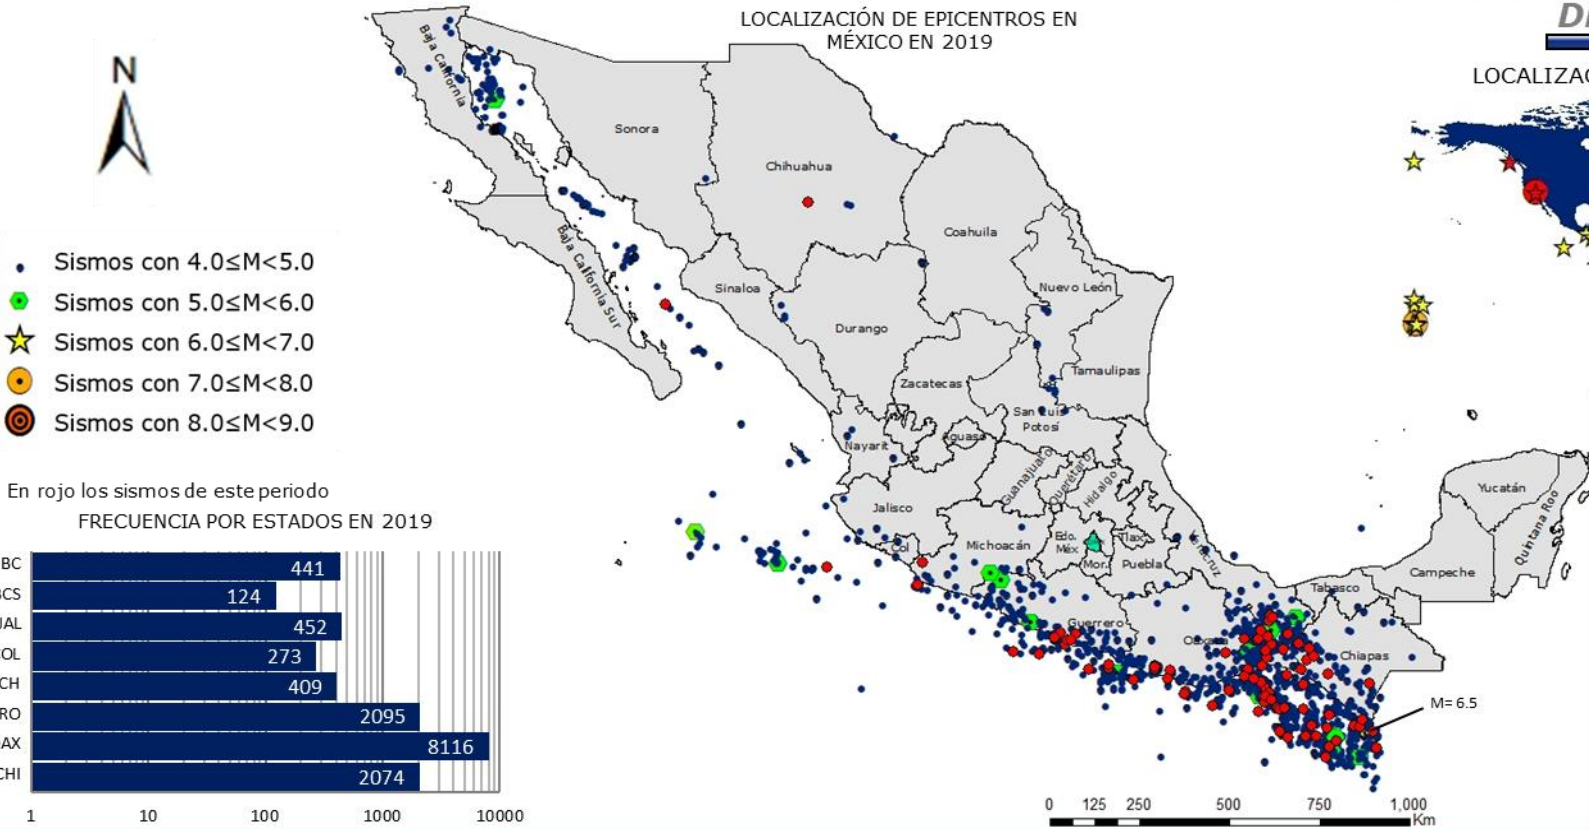 LOCALIZACIÓN DE EPICENTROS EN
MÉXICO EN 2019
LOCALIZAC
N
Sismos con 4.0≤M<5.0
Sismos con 5.0≤M<6.0
Sismos con 6.0≤M<7.0
Sismos con 7.0≤M<8.0
Sismos con 8.0≤M<9.0
En rojo los sismos de este periodo
FRECUENCIA POR ESTADOS EN 2019
BC 441
BCS 124
JAL 452
COL 273
CH 409
RO 2095
AX 8116
CHI 2074
1 10 100 1000 10000
Baja California
Sonora
Chihuahua
Coahuila
Baja California Sur
Sinaloa
Nuevo León
Durango
Tamaulipas
Zacatecas
San Luis
Potosí
Nayarit
Aguasc
Guanajuato
Querétaro
Hidalgo
Yucatán
Quintana Roo
Jalisco
Col
Michoacán
Edo.
Méx
Tlax.
Mor.
Puebla
Veracruz
Campeche
Tabasco
Guerrero
Oaxaca
Chiapas
M= 6.5
0 125 250 500 750 1,000
Km